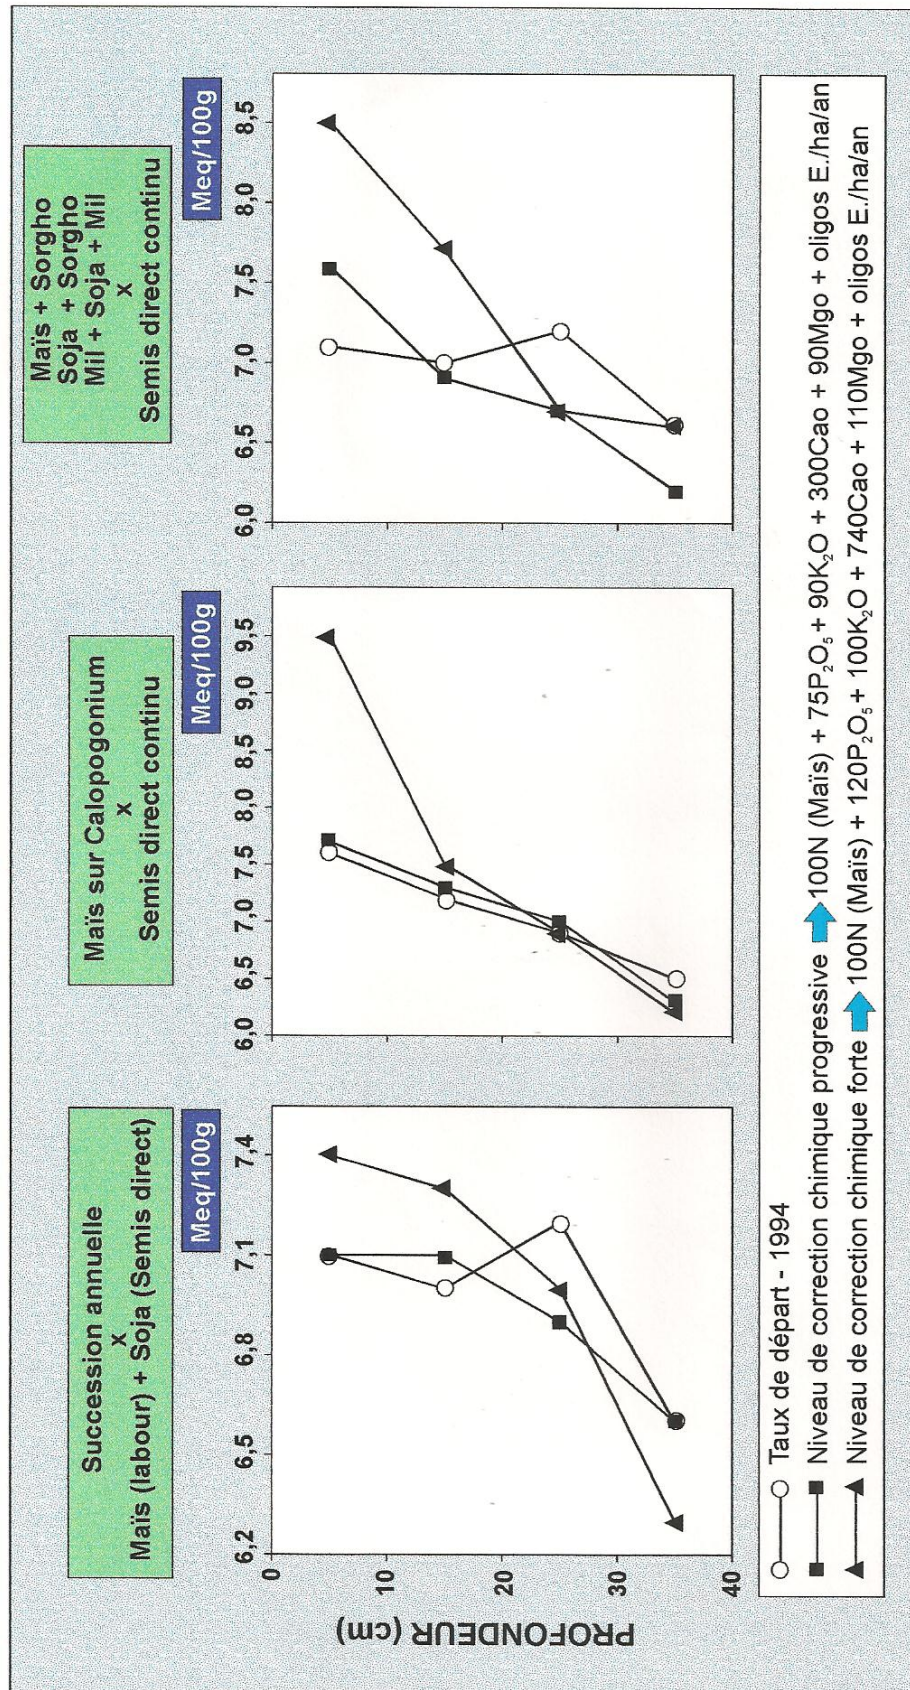 Succession annuelle
x
Maïs (labour) + Soja (Semis direct)
Meq/100g
6,2 6,5 6,8 7,1 7,4
Maïs sur Calopogonium
x
Semis direct continu
Meq/100g
6,0 6,5 7,0 7,5 8,0 8,5 9,0 9,5
Maïs + Sorgho
Soja + Sorgho
Mil + Soja + Mil
x
Semis direct continu
Meq/100g
6,0 6,5 7,0 7,5 8,0 8,5
PROFONDEUR (cm)
0
10
20
30
40
Taux de départ - 1994
Niveau de correction chimique progressive 100N (Maïs) + 75P₂O₅ + 90K₂O + 300Cao + 90Mgo + oligos E./ha/an
Niveau de correction chimique forte 100N (Maïs) + 120P₂O₅ + 100K₂O + 740Cao + 110Mgo + oligos E./ha/an